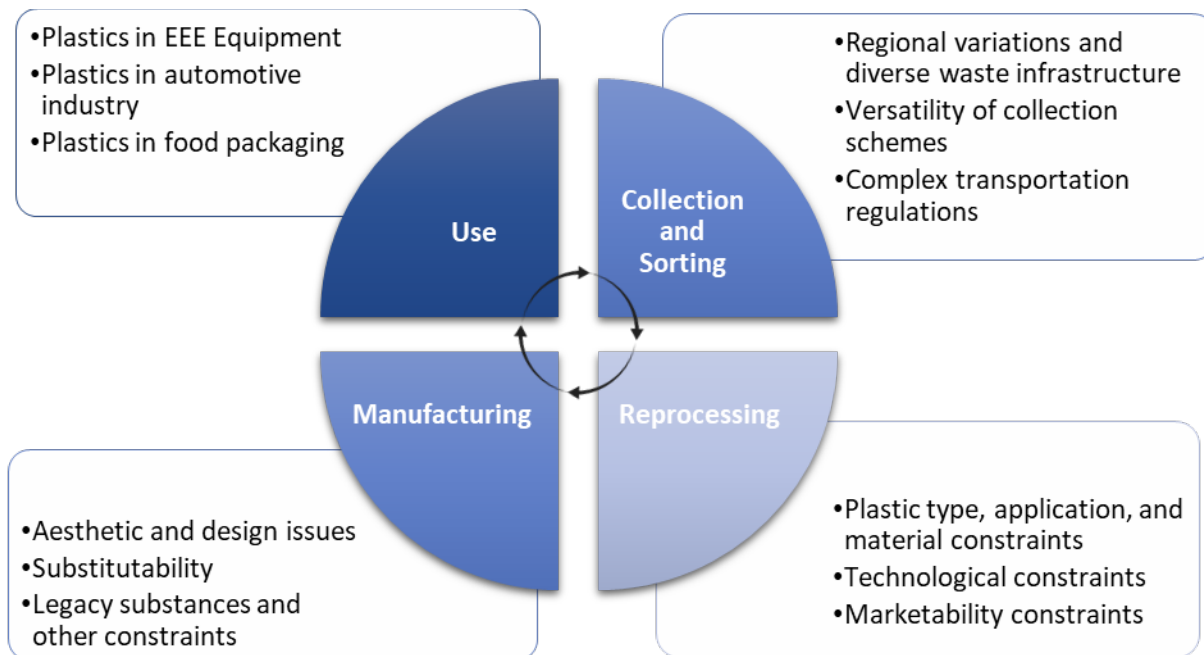 •Plastics in EEE Equipment
•Plastics in automotive
industry
•Plastics in food packaging
•Regional variations and
diverse waste infrastructure
•Versatility of collection
schemes
•Complex transportation
regulations
Use
Collection
and
Sorting
Manufacturing
Reprocessing
•Aesthetic and design issues
•Substitutability
•Legacy substances and
other constraints
•Plastic type, application, and
material constraints
•Technological constraints
•Marketability constraints